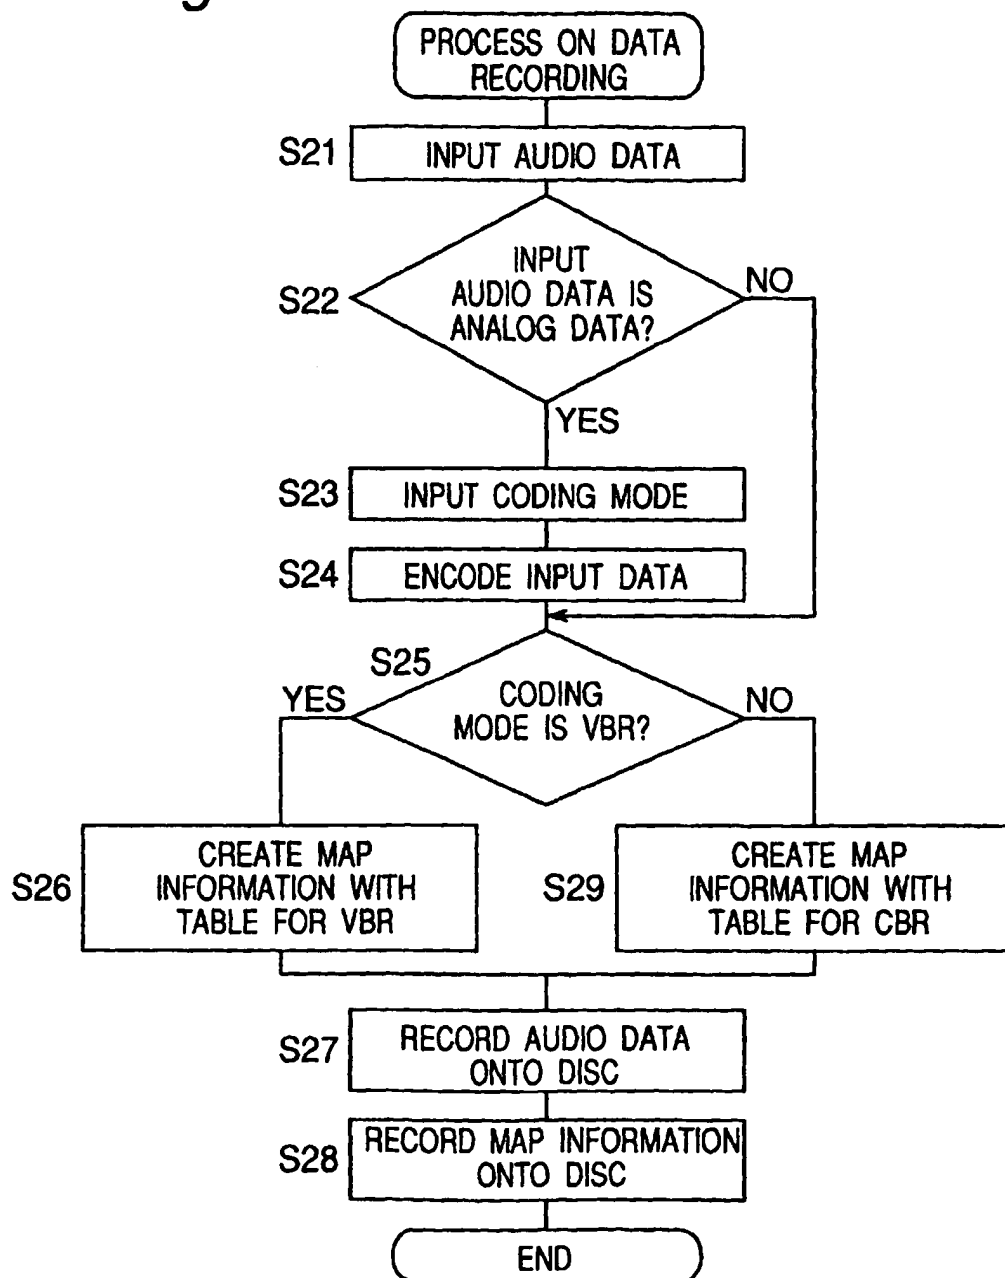 PROCESS ON DATA
RECORDING
S21
INPUT AUDIO DATA
S22
INPUT
AUDIO DATA IS
ANALOG DATA?
NO
YES
S23
INPUT CODING MODE
S24
ENCODE INPUT DATA
S25
YES
CODING
MODE IS VBR?
NO
S26
CREATE MAP
INFORMATION WITH
TABLE FOR VBR
S29
CREATE MAP
INFORMATION WITH
TABLE FOR CBR
S27
RECORD AUDIO DATA
ONTO DISC
S28
RECORD MAP INFORMATION
ONTO DISC
END